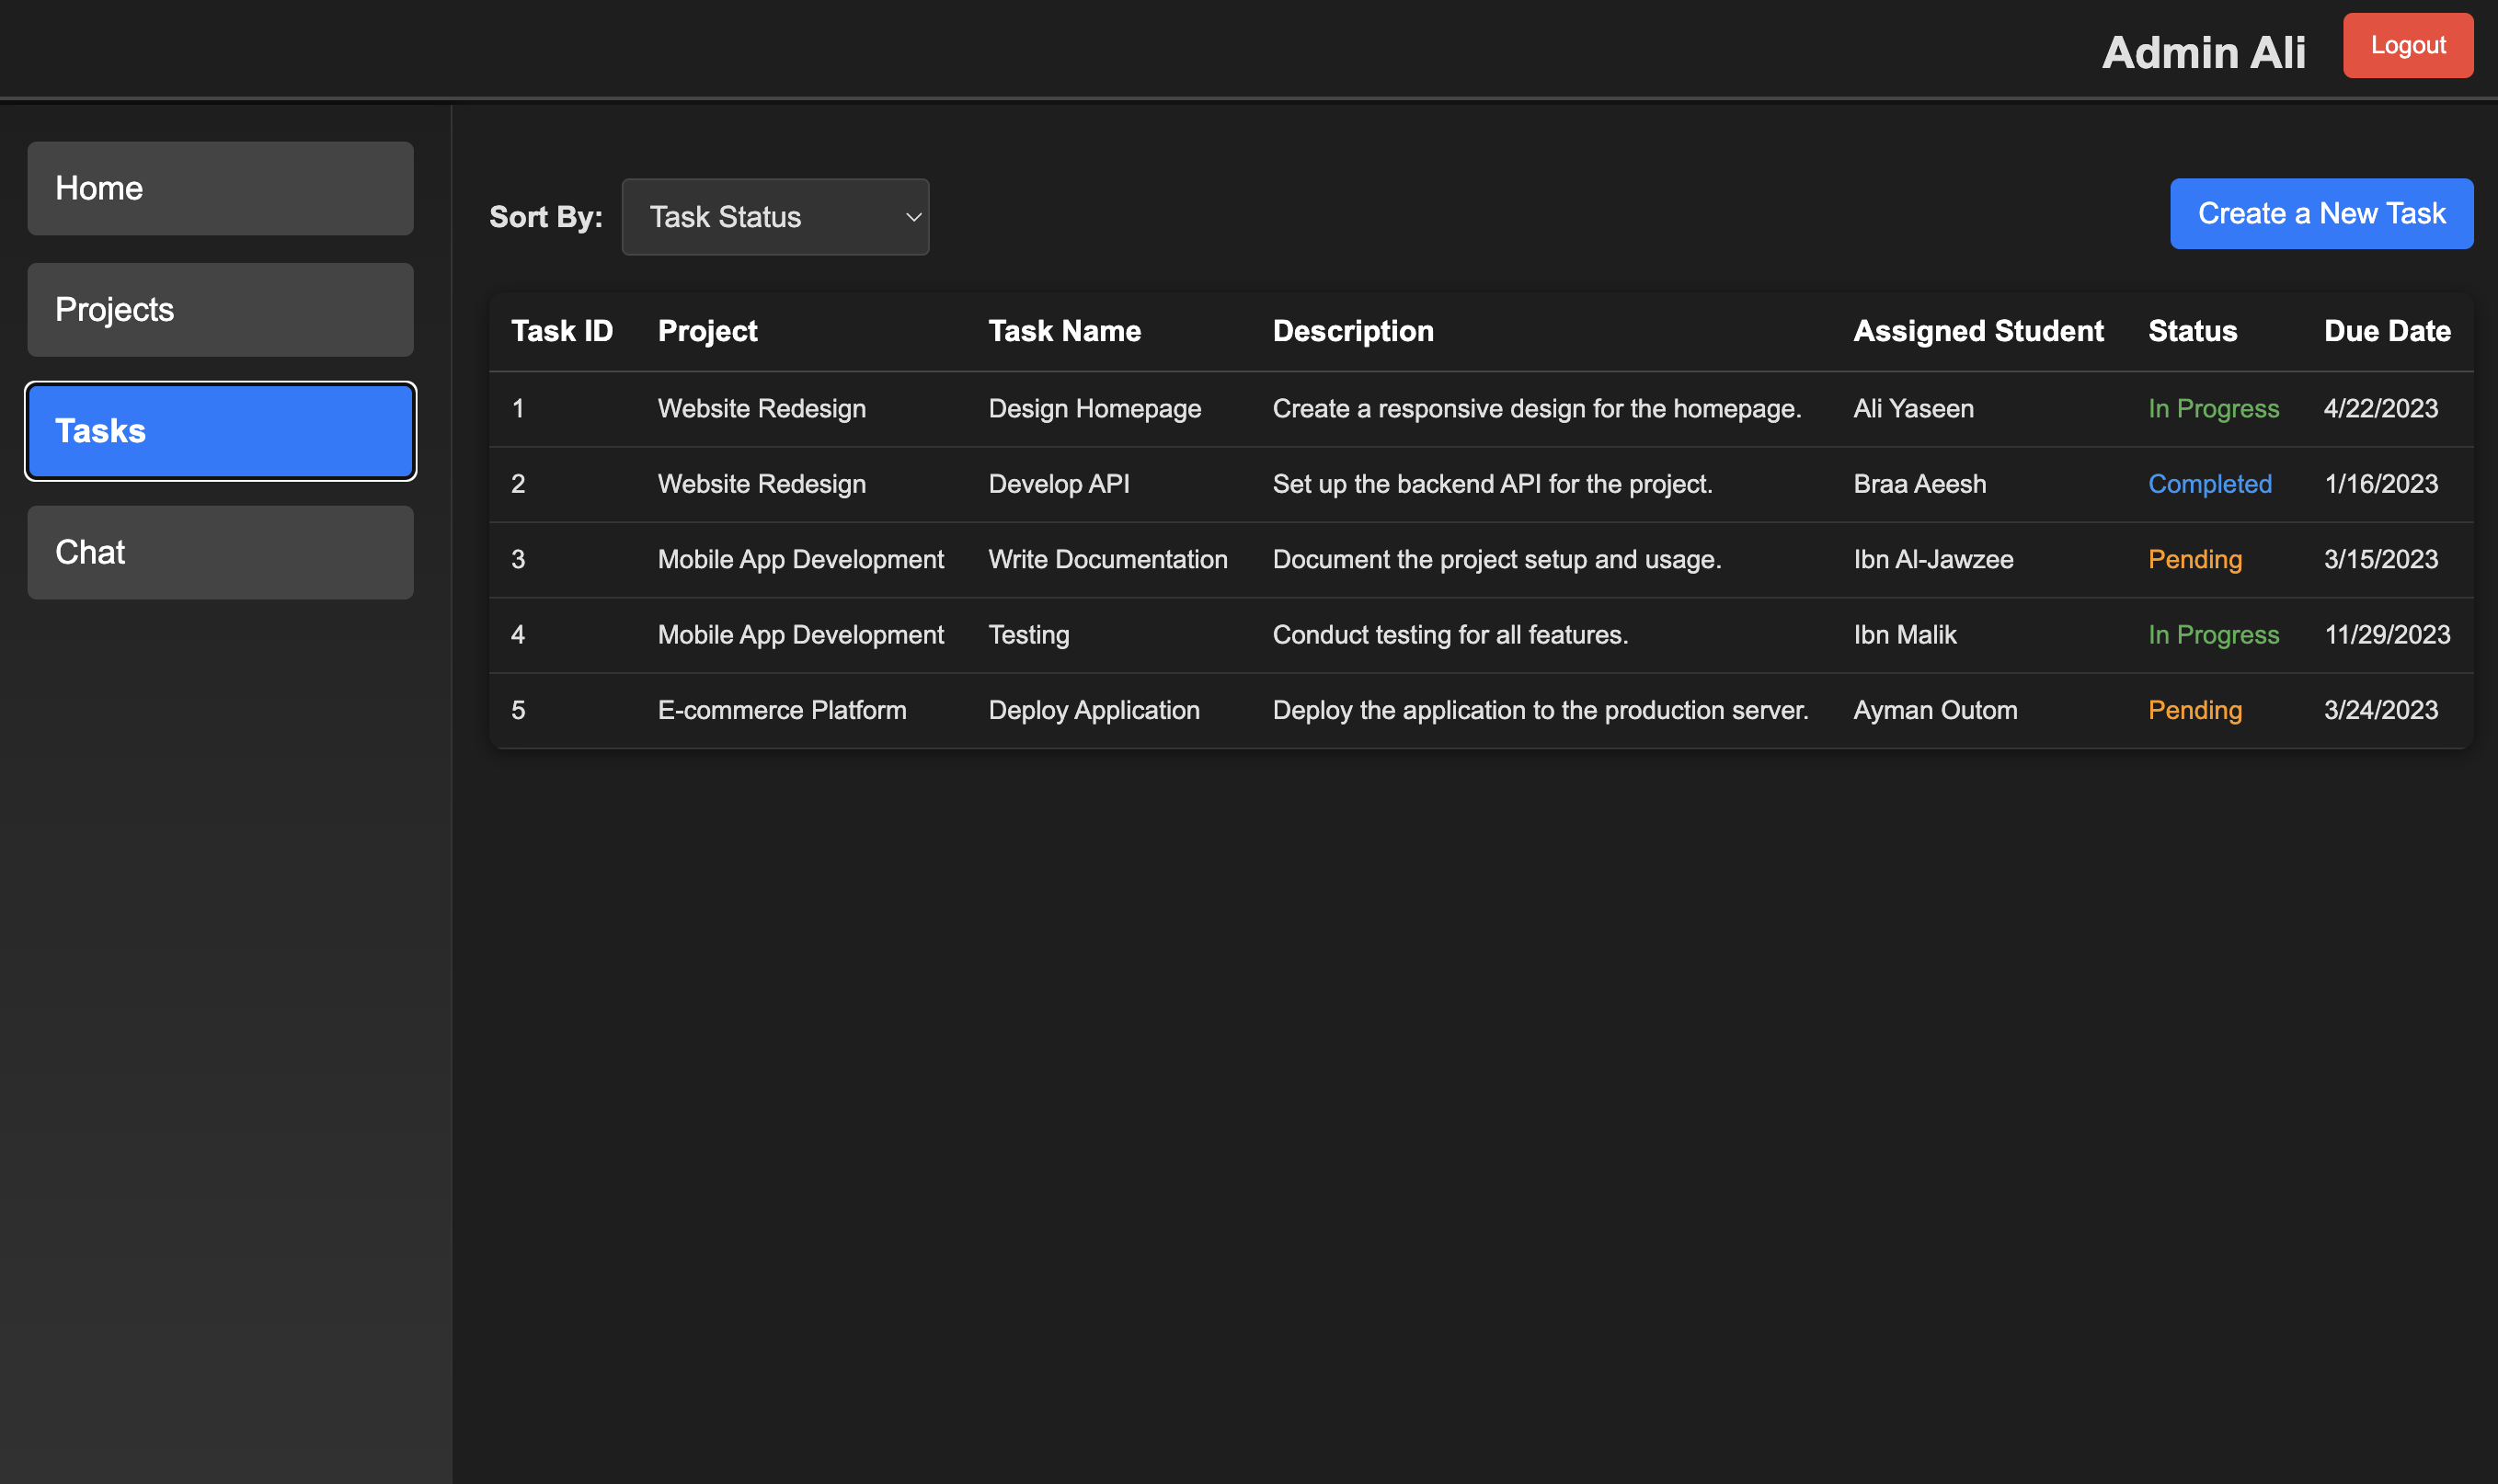 Admin Ali Logout
Home
Projects
Tasks
Chat
Sort By: Task Status Create a New Task
Task ID Project Task Name Description Assigned Student Status Due Date
1 Website Redesign Design Homepage Create a responsive design for the homepage. Ali Yaseen In Progress 4/22/2023
2 Website Redesign Develop API Set up the backend API for the project. Braa Aeesh Completed 1/16/2023
3 Mobile App Development Write Documentation Document the project setup and usage. Ibn Al-Jawzee Pending 3/15/2023
4 Mobile App Development Testing Conduct testing for all features. Ibn Malik In Progress 11/29/2023
5 E-commerce Platform Deploy Application Deploy the application to the production server. Ayman Outom Pending 3/24/2023